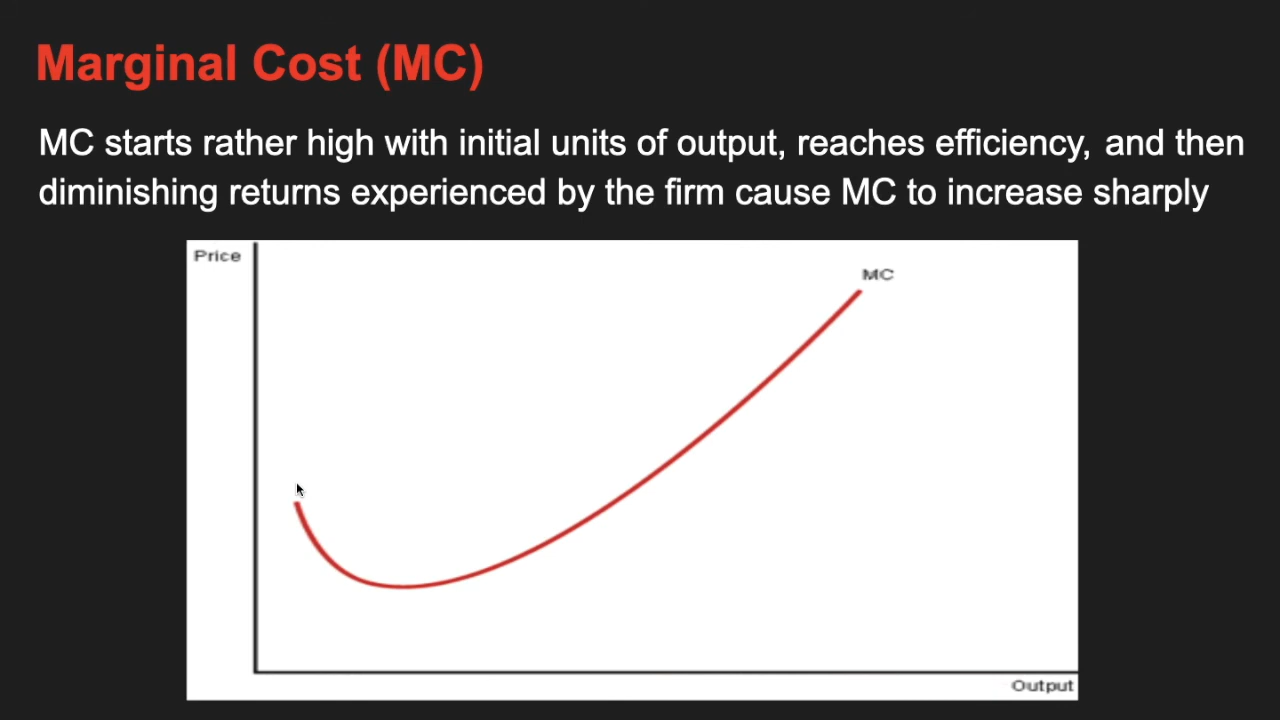 Marginal Cost (MC)
MC starts rather high with initial units of output, reaches efficiency, and then
diminishing returns experienced by the firm cause MC to increase sharply
Price
MC
Output